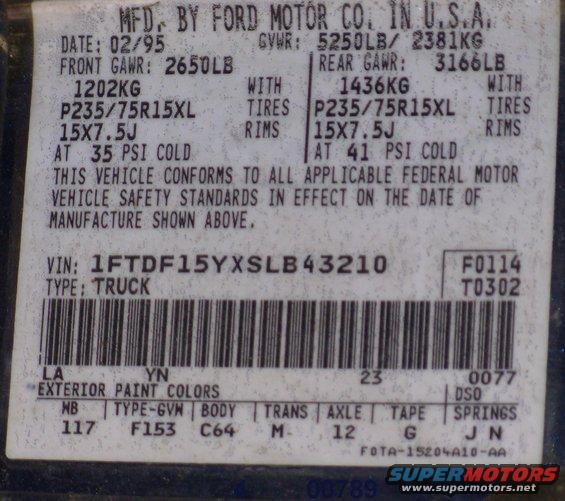 MFD. BY FORD MOTOR CO. IN U.S.A.
DATE: 02/95 GVWR: 5250LB/ 2381KG
FRONT GAWR: 2650LB REAR GAWR: 3166LB
1202KG WITH 1436KG WITH
P235/75R15XL TIRES P235/75R15XL TIRES
15X7.5J RIMS 15X7.5J RIMS
AT 35 PSI COLD AT 41 PSI COLD
THIS VEHICLE CONFORMS TO ALL APPLICABLE FEDERAL MOTOR
VEHICLE SAFETY STANDARDS IN EFFECT ON THE DATE OF
MANUFACTURE SHOWN ABOVE.
VIN: 1FTDF15YXSLB43210 F0114
TYPE: TRUCK T0302
LA YN 23 0077
EXTERIOR PAINT COLORS DSO
WB TYPE-GVW BODY TRANS AXLE TAPE SPRINGS
117 F153 C64 M 12 G J N
F0TA-15204A10-AA
00789
SUPERMOTORS
www.supermotors.net